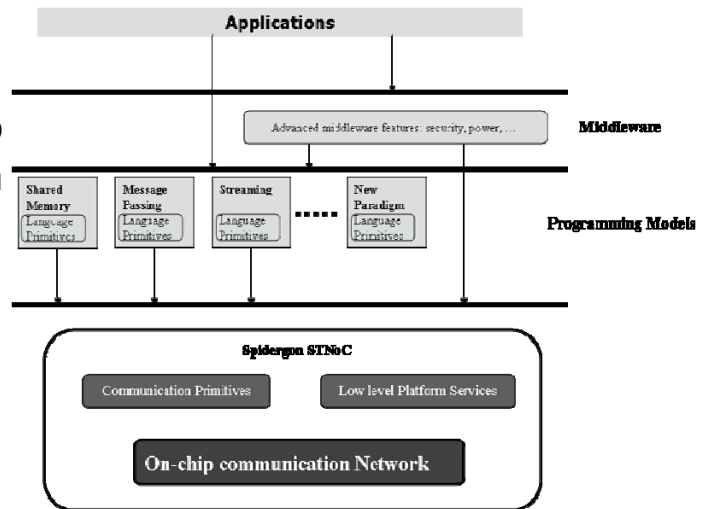 Applications
Advanced middleware features: security, power, ...
Middleware
Shared
Memory
Language
Primitives
Message
Passing
Language
Primitives
Streaming
Language
Primitives
New
Paradigm
Language
Primitives
Programming Models
Spidergon STNoC
Communication Primitives
Low level Platform Services
On-chip communication Network